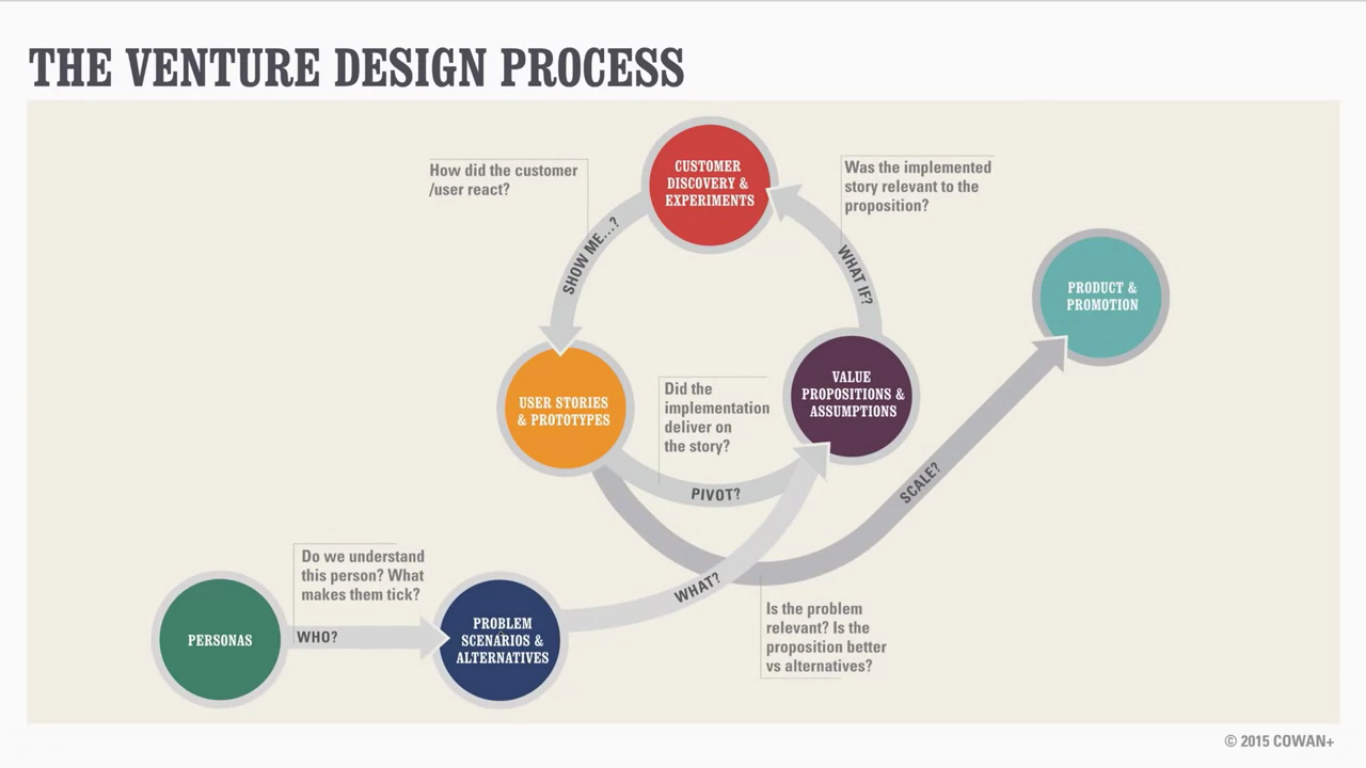 THE VENTURE DESIGN PROCESS
How did the customer
/user react?
CUSTOMER
DISCOVERY &
EXPERIMENTS
Was the implemented
story relevant to the
proposition?
SHOW ME...?
WHAT IF?
PRODUCT &
PROMOTION
USER STORIES
& PROTOTYPES
Did the
implementation
deliver on
the story?
VALUE
PROPOSITIONS &
ASSUMPTIONS
PIVOT?
SCALE?
Do we understand
this person? What
makes them tick?
WHAT?
Is the problem
relevant? Is the
proposition better
vs alternatives?
PERSONAS
WHO?
PROBLEM
SCENARIOS &
ALTERNATIVES
© 2015 COWAN+